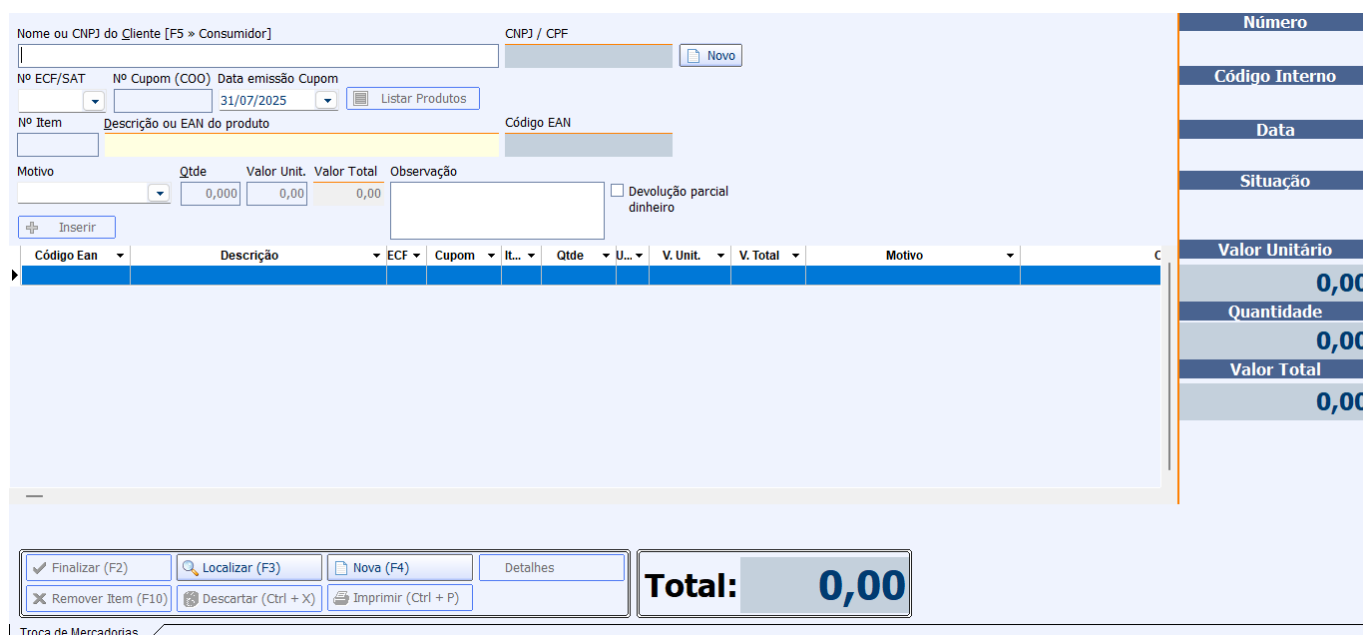 Nome ou CNPJ do Cliente [F5 » Consumidor] CNPJ / CPF
Novo
Nº ECF/SAT Nº Cupom (COO) Data emissão Cupom
31/07/2025 Listar Produtos
Nº Item Descrição ou EAN do produto Código EAN
Motivo Qtde Valor Unit. Valor Total Observação
0,000 0,00 0,00
Devolução parcial
dinheiro
Inserir
Código Ean Descrição ECF Cupom It... Qtde U... V. Unit. V. Total Motivo
Número
Código Interno
Data
Situação
Valor Unitário
0,00
Quantidade
0,00
Valor Total
0,00
Finalizar (F2) Localizar (F3) Nova (F4) Detalhes
Remover Item (F10) Descartar (Ctrl + X) Imprimir (Ctrl + P)
Total: 0,00
Troca de Mercadorias